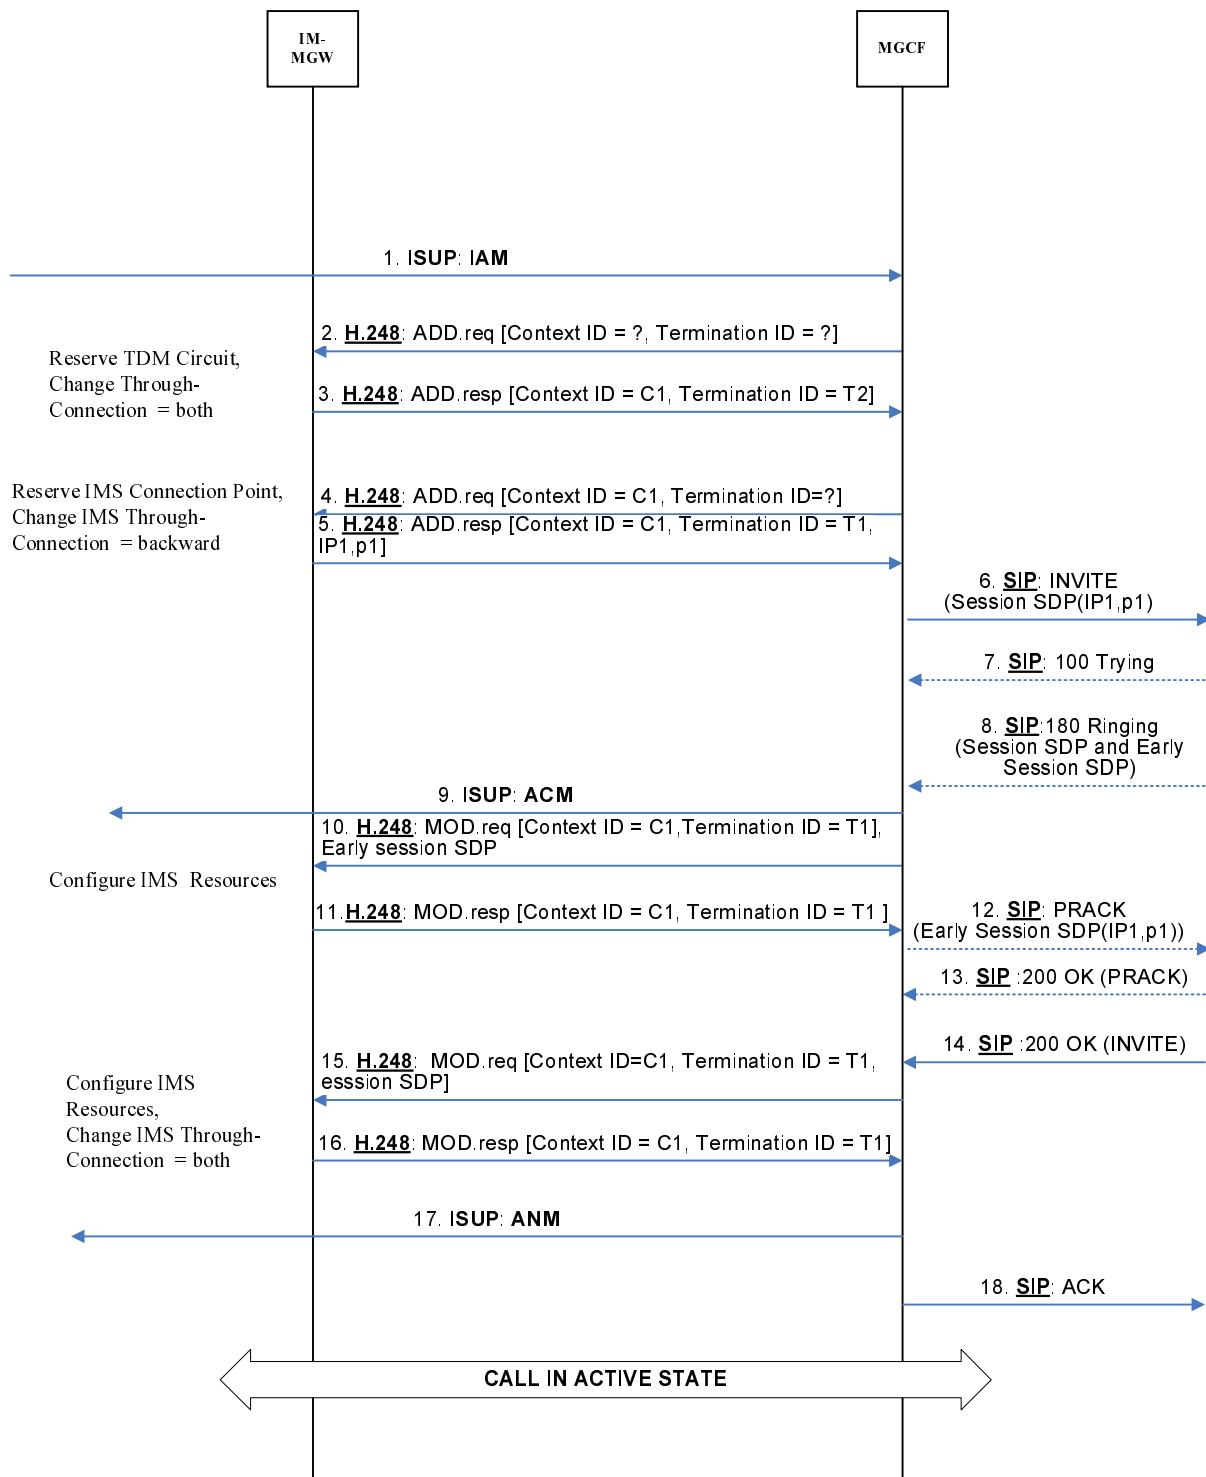 IM-
MGW
MGCF
1. ISUP: IAM
2. H.248: ADD.req [Context ID = ?, Termination ID = ?]
Reserve TDM Circuit,
Change Through-
Connection = both
3. H.248: ADD.resp [Context ID = C1, Termination ID = T2]
Reserve IMS Connection Point,
Change IMS Through-
Connection = backward
4. H.248: ADD.req [Context ID = C1, Termination ID=?]
5. H.248: ADD.resp [Context ID = C1, Termination ID = T1,
IP1,p1]
6. SIP: INVITE
(Session SDP(IP1,p1)
7. SIP: 100 Trying
8. SIP:180 Ringing
(Session SDP and Early
Session SDP)
9. ISUP: ACM
10. H.248: MOD.req [Context ID = C1,Termination ID = T1],
Early session SDP
Configure IMS Resources
11.H.248: MOD.resp [Context ID = C1, Termination ID = T1 ]
12. SIP: PRACK
(Early Session SDP(IP1,p1))
13. SIP :200 OK (PRACK)
14. SIP :200 OK (INVITE)
15. H.248: MOD.req [Context ID=C1, Termination ID = T1,
esssion SDP]
Configure IMS
Resources,
Change IMS Through-
Connection = both
16. H.248: MOD.resp [Context ID = C1, Termination ID = T1]
17. ISUP: ANM
18. SIP: ACK
CALL IN ACTIVE STATE